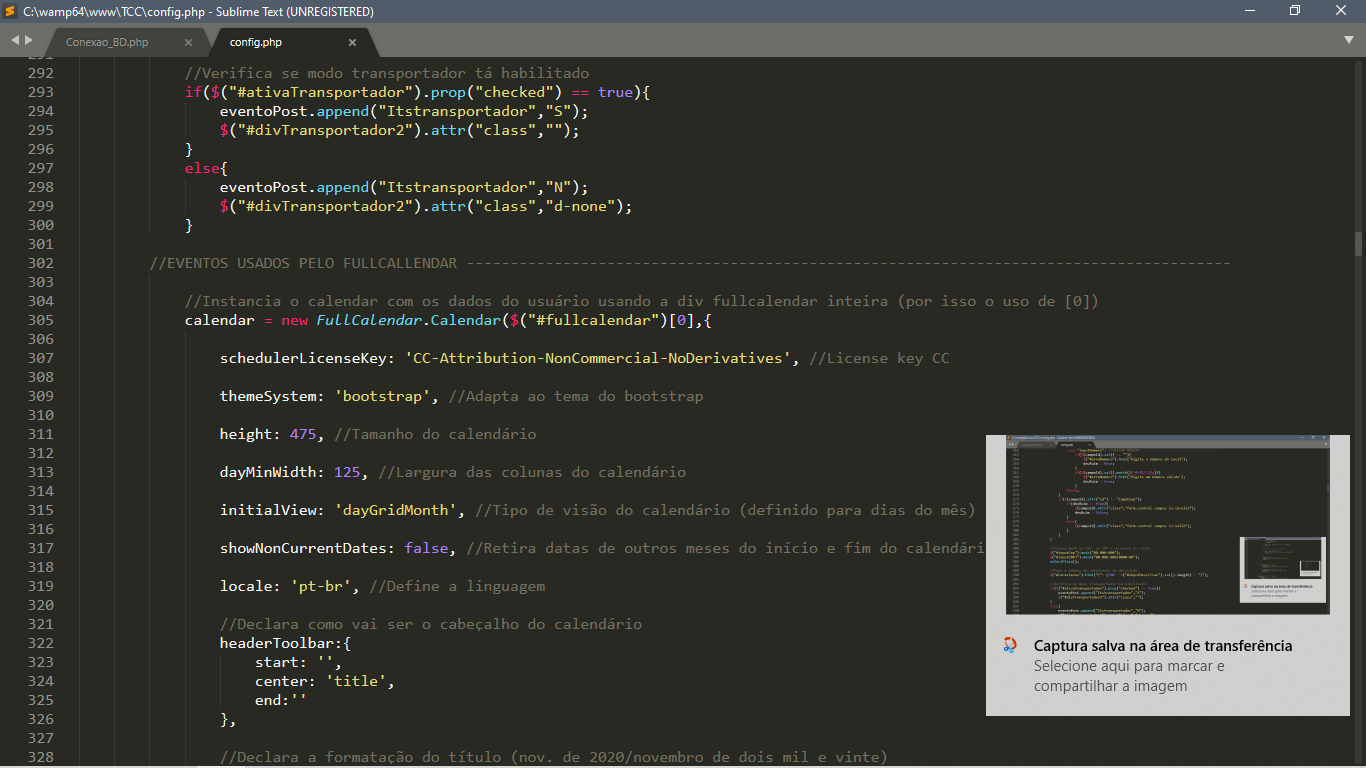 C:\wamp64\www\TCC\config.php - Sublime Text (UNREGISTERED)
Conexao_BD.php
config.php
291
292 //Verifica se modo transportador tá habilitado
293 if($("#ativaTransportador").prop("checked") == true){
294 eventoPost.append("Itstransportador","S");
295 $("#divTransportador2").attr("class","");
296 }
297 else{
298 eventoPost.append("Itstransportador","N");
299 $("#divTransportador2").attr("class","d-none");
300 }
301
302 //EVENTOS USADOS PELO FULLCALLENDAR ---------------------------------------------------------------------------------------
303
304 //Instancia o calendar com os dados do usuário usando a div fullcalendar inteira (por isso o uso de [0])
305 calendar = new FullCalendar.Calendar($("#fullcalendar")[0],{
306
307 schedulerLicenseKey: 'CC-Attribution-NonCommercial-NoDerivatives', //License key CC
308
309 themeSystem: 'bootstrap', //Adapta ao tema do bootstrap
310
311 height: 475, //Tamanho do calendário
312
313 dayMinWidth: 125, //Largura das colunas do calendário
314
315 initialView: 'dayGridMonth', //Tipo de visão do calendário (definido para dias do mês)
316
317 showNonCurrentDates: false, //Retira datas de outros meses do início e fim do calendári
318
319 locale: 'pt-br', //Define a linguagem
320
321 //Declara como vai ser o cabeçalho do calendário
322 headerToolbar:{
323 start: '',
324 center: 'title',
325 end:''
326 },
327
328 //Declara a formatação do título (nov. de 2020/novembro de dois mil e vinte)
Captura salva na área de transferência
Selecione aqui para marcar e
compartilhar a imagem